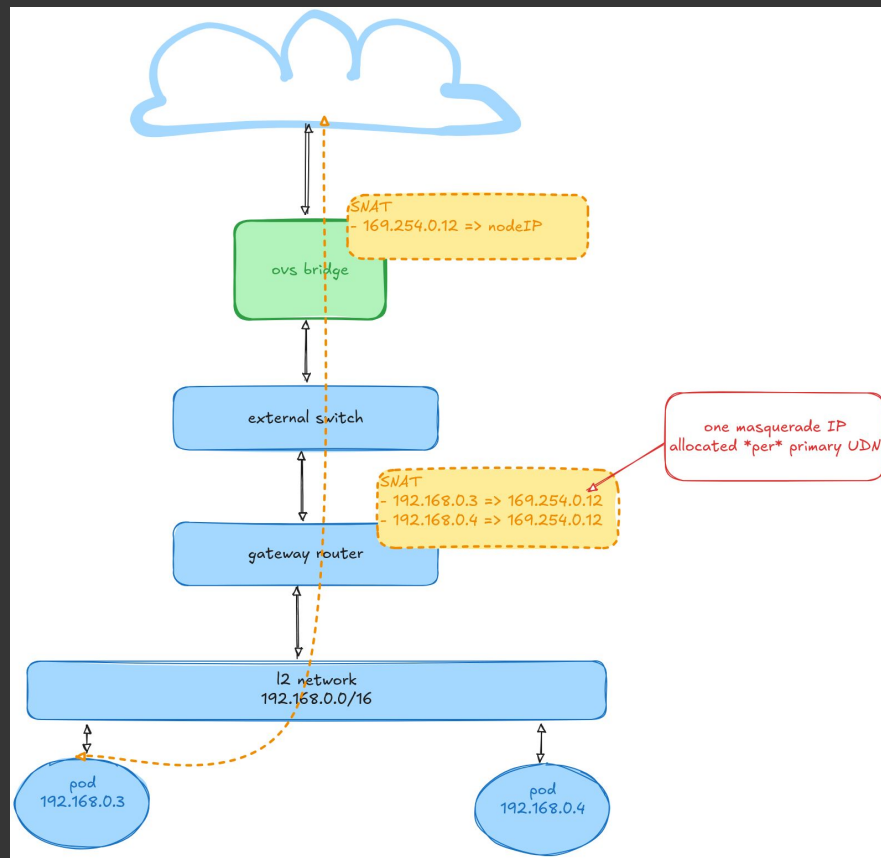 SNAT
- 169.254.0.12 => nodeIP
ovs bridge
external switch
one masquerade IP
allocated *per* primary UDN
SNAT
- 192.168.0.3 => 169.254.0.12
- 192.168.0.4 => 169.254.0.12
gateway router
l2 network
192.168.0.0/16
pod
192.168.0.3
pod
192.168.0.4